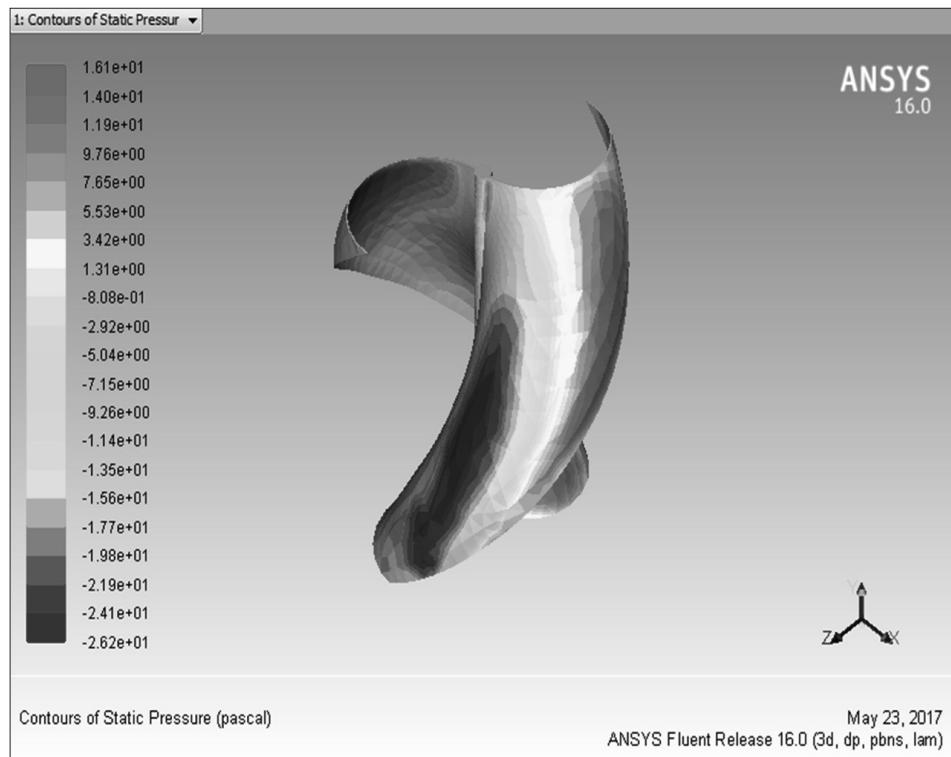 1: Contours of Static Pressur
ANSYS
16.0
1.61e+01
1.40e+01
1.19e+01
9.76e+00
7.65e+00
5.53e+00
3.42e+00
1.31e+00
-8.08e-01
-2.92e+00
-5.04e+00
-7.15e+00
-9.26e+00
-1.14e+01
-1.35e+01
-1.56e+01
-1.77e+01
-1.98e+01
-2.19e+01
-2.41e+01
-2.62e+01
Y
Z X
Contours of Static Pressure (pascal)
May 23, 2017
ANSYS Fluent Release 16.0 (3d, dp, pbns, lam)